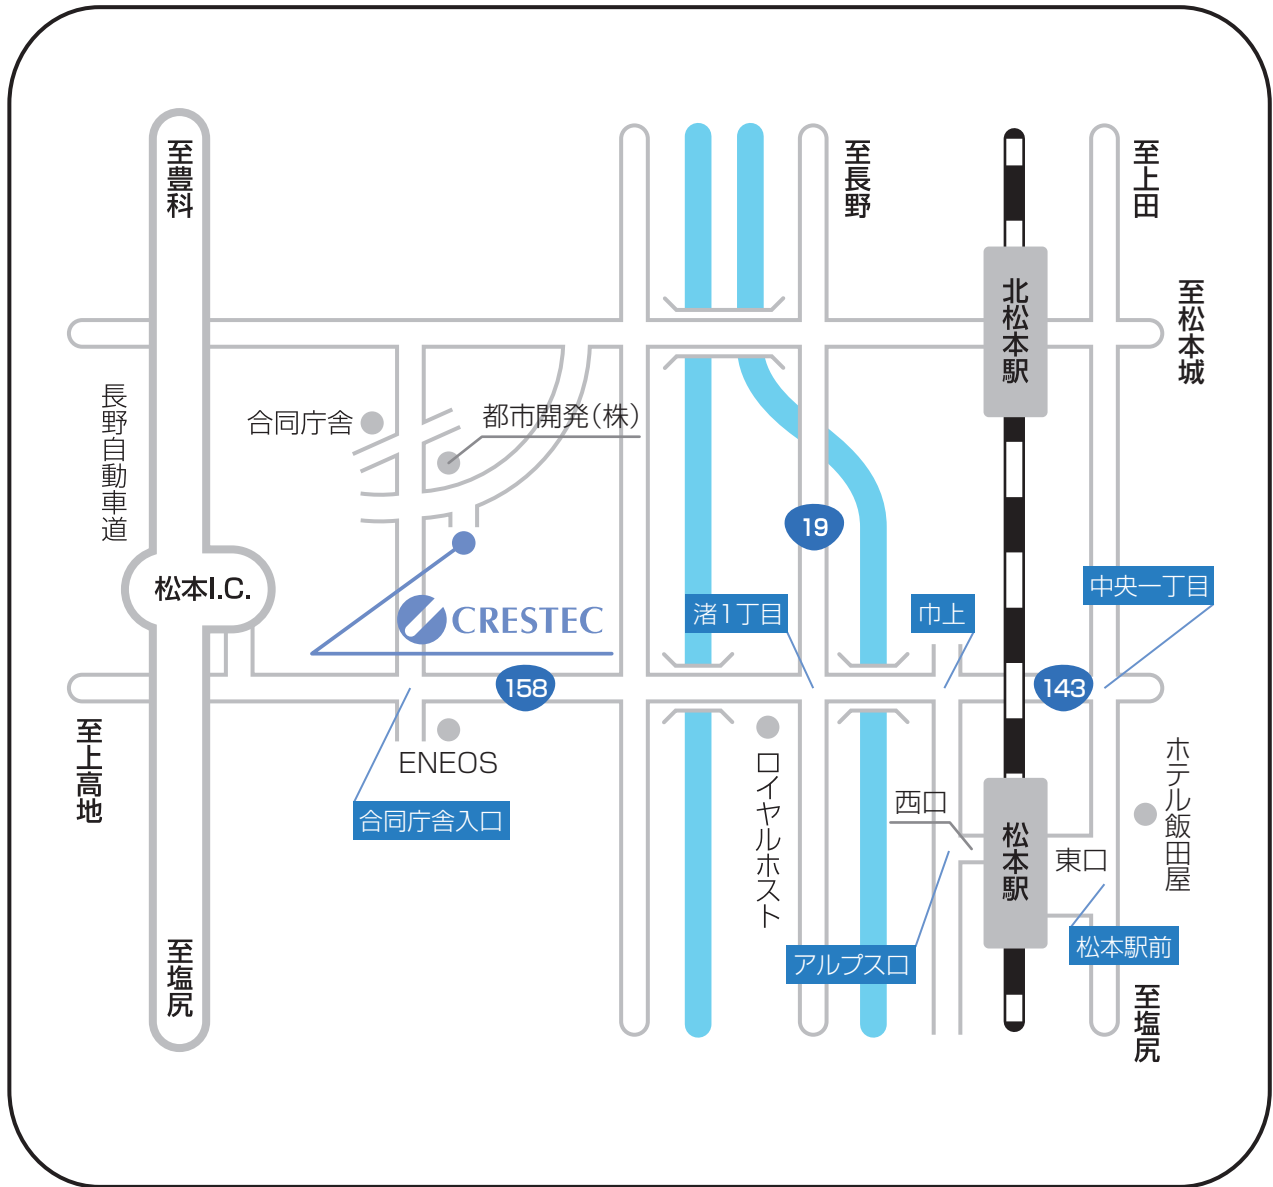 至豊科
至長野
至上田
至松本城
北松本駅
長野自動車道
合同庁舎
都市開発(株)
19
松本I.C.
CRESTEC
渚1丁目
巾上
中央一丁目
158
143
至上高地
ENEOS
合同庁舎入口
ロイヤルホスト
西口
松本駅
東口
ホテル飯田屋
アルプス口
松本駅前
至塩尻
至塩尻